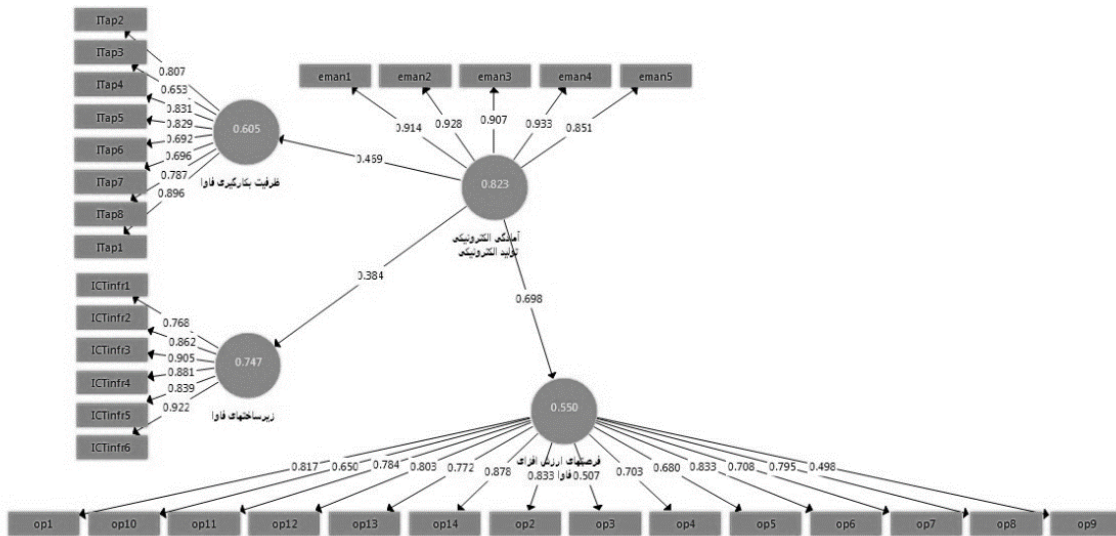 ITap2
ITap3
ITap4
ITap5
ITap6
ITap7
ITap8
ITap1
0.807
0.653
0.831
0.829
0.692
0.696
0.787
0.896
0.605
ظرفیت بکارگیری فاوا
eman1 eman2 eman3 eman4 eman5
0.914 0.928 0.907 0.933 0.851
0.469
0.823
آمادگی الکترونیکی
تولید الکترونیکی
0.384
0.698
ICTinfr1
ICTinfr2
ICTinfr3
ICTinfr4
ICTinfr5
ICTinfr6
0.768
0.862
0.905
0.881
0.839
0.922
0.747
زیرساختهای فاوا
0.550
فرصتهای ارزش افزای
فاوا
0.817 0.650 0.784 0.803 0.772 0.878 0.833 0.507 0.703 0.680 0.833 0.708 0.795 0.498
op1 op10 op11 op12 op13 op14 op2 op3 op4 op5 op6 op7 op8 op9